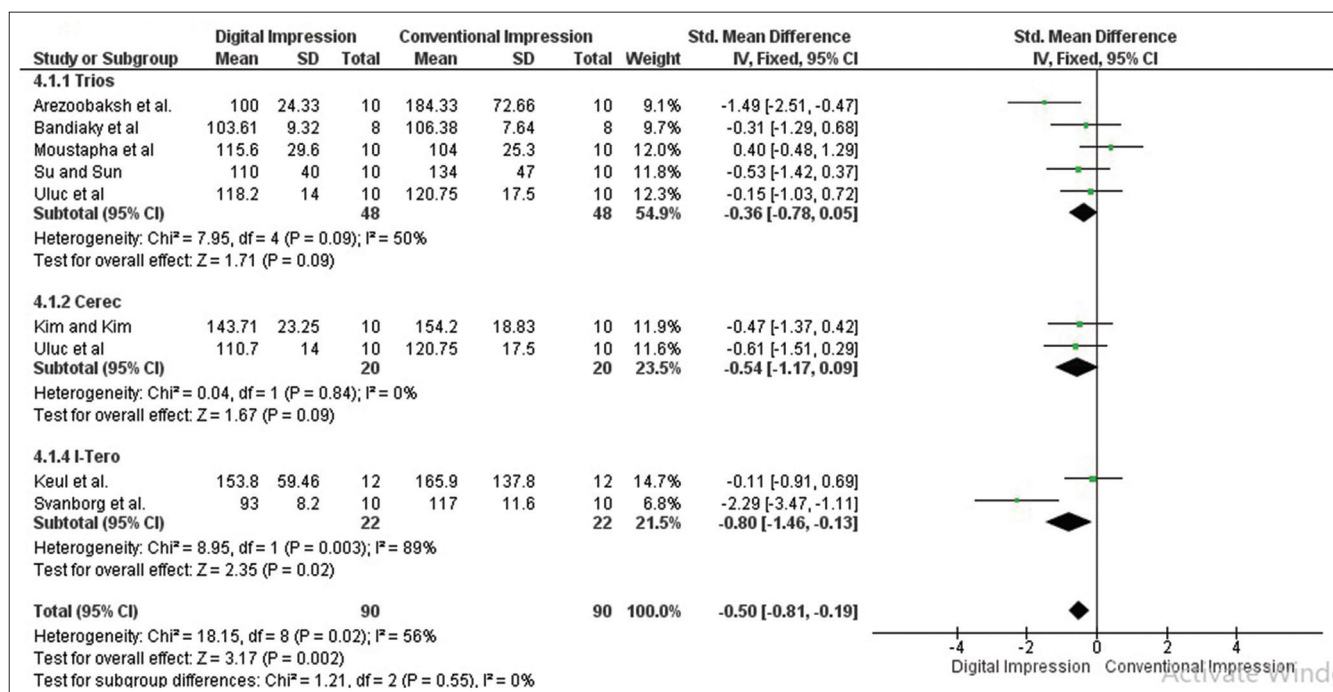 Digital Impression Conventional Impression Std. Mean Difference Std. Mean Difference
Study or Subgroup Mean SD Total Mean SD Total Weight IV, Fixed, 95% CI IV, Fixed, 95% CI
4.1.1 Trios
Arezoobaksh et al. 100 24.33 10 184.33 72.66 10 9.1% -1.49 [-2.51, -0.47]
Bandiaky et al 103.61 9.32 8 106.38 7.64 8 9.7% -0.31 [-1.29, 0.68]
Moustapha et al 115.6 29.6 10 104 25.3 10 12.0% 0.40 [-0.48, 1.29]
Su and Sun 110 40 10 134 47 10 11.8% -0.53 [-1.42, 0.37]
Uluc et al 118.2 14 10 120.75 17.5 10 12.3% -0.15 [-1.03, 0.72]
Subtotal (95% CI) 48 48 54.9% -0.36 [-0.78, 0.05]
Heterogeneity: Chi² = 7.95, df = 4 (P = 0.09); I² = 50%
Test for overall effect: Z = 1.71 (P = 0.09)
4.1.2 Cerec
Kim and Kim 143.71 23.25 10 154.2 18.83 10 11.9% -0.47 [-1.37, 0.42]
Uluc et al 110.7 14 10 120.75 17.5 10 11.6% -0.61 [-1.51, 0.29]
Subtotal (95% CI) 20 20 23.5% -0.54 [-1.17, 0.09]
Heterogeneity: Chi² = 0.04, df = 1 (P = 0.84); I² = 0%
Test for overall effect: Z = 1.67 (P = 0.09)
4.1.4 I-Tero
Keul et al. 153.8 59.46 12 165.9 137.8 12 14.7% -0.11 [-0.91, 0.69]
Svanborg et al. 93 8.2 10 117 11.6 10 6.8% -2.29 [-3.47, -1.11]
Subtotal (95% CI) 22 22 21.5% -0.80 [-1.46, -0.13]
Heterogeneity: Chi² = 8.95, df = 1 (P = 0.003); I² = 89%
Test for overall effect: Z = 2.35 (P = 0.02)
Total (95% CI) 90 90 100.0% -0.50 [-0.81, -0.19]
Heterogeneity: Chi² = 18.15, df = 8 (P = 0.02); I² = 56%
Test for overall effect: Z = 3.17 (P = 0.002)
Test for subgroup differences: Chi² = 1.21, df = 2 (P = 0.55), I² = 0%
-4 -2 0 2 4
Digital Impression Conventional Impression
Activate Wind